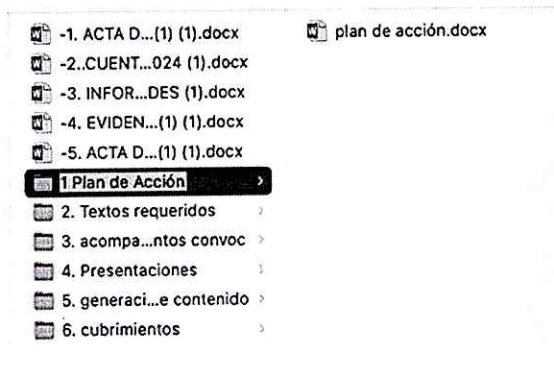 -1. ACTA D...(1) (1).docx
-2..CUENT...024 (1).docx
-3. INFOR...DES (1).docx
-4. EVIDEN...(1) (1).docx
-5. ACTA D...(1) (1).docx
1 Plan de Acción
2. Textos requeridos
3. acompa...ntos convoc
4. Presentaciones
5. generaci...e contenido
6. cubrimientos
plan de acción.docx